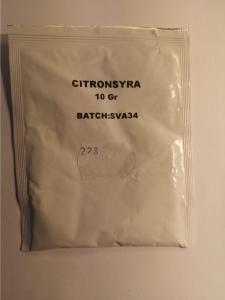 CITRONSYRA
10 Gr
BATCH:SVA34
228